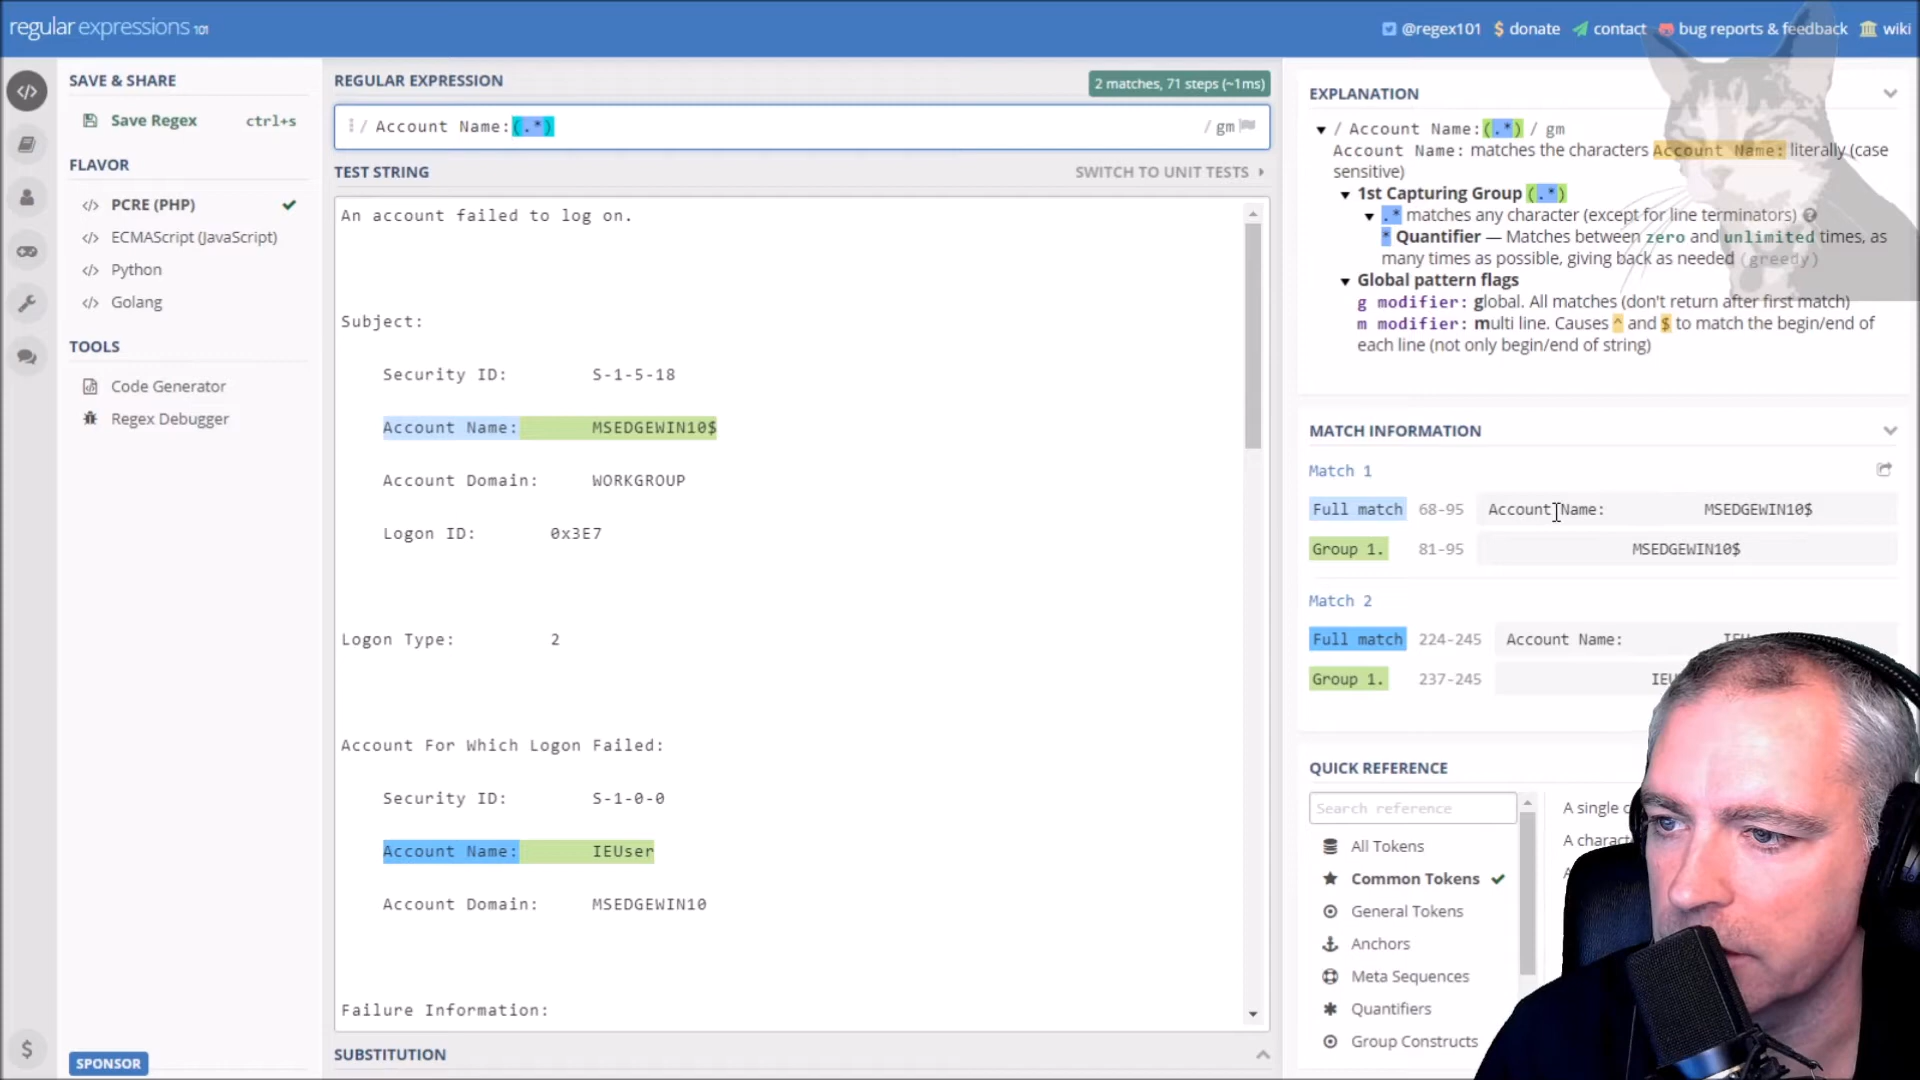 regular expressions 101
@regex101
$ donate
contact
bug reports & feedback
wiki
SAVE & SHARE
Save Regex ctrl+s
FLAVOR
PCRE (PHP)
ECMAScript (JavaScript)
Python
Golang
TOOLS
Code Generator
Regex Debugger
$
SPONSOR
REGULAR EXPRESSION
2 matches, 71 steps (~1ms)
/ Account Name:(.*) / gm
TEST STRING
SWITCH TO UNIT TESTS
An account failed to log on.
Subject:
Security ID: S-1-5-18
Account Name: MSEDGEWIN10$
Account Domain: WORKGROUP
Logon ID: 0x3E7
Logon Type: 2
Account For Which Logon Failed:
Security ID: S-1-0-0
Account Name: IEUser
Account Domain: MSEDGEWIN10
Failure Information:
SUBSTITUTION
EXPLANATION
/ Account Name:(.*) / gm
Account Name: matches the characters Account Name: literally (case
sensitive)
1st Capturing Group (.*)
.* matches any character (except for line terminators)
* Quantifier — Matches between zero and unlimited times, as
many times as possible, giving back as needed (greedy)
Global pattern flags
g modifier: global. All matches (don't return after first match)
m modifier: multi line. Causes ^ and $ to match the begin/end of
each line (not only begin/end of string)
MATCH INFORMATION
Match 1
Full match 68-95 Account Name: MSEDGEWIN10$
Group 1. 81-95 MSEDGEWIN10$
Match 2
Full match 224-245 Account Name:
Group 1. 237-245
QUICK REFERENCE
Search reference
All Tokens
Common Tokens
General Tokens
Anchors
Meta Sequences
Quantifiers
Group Constructs
A single
A